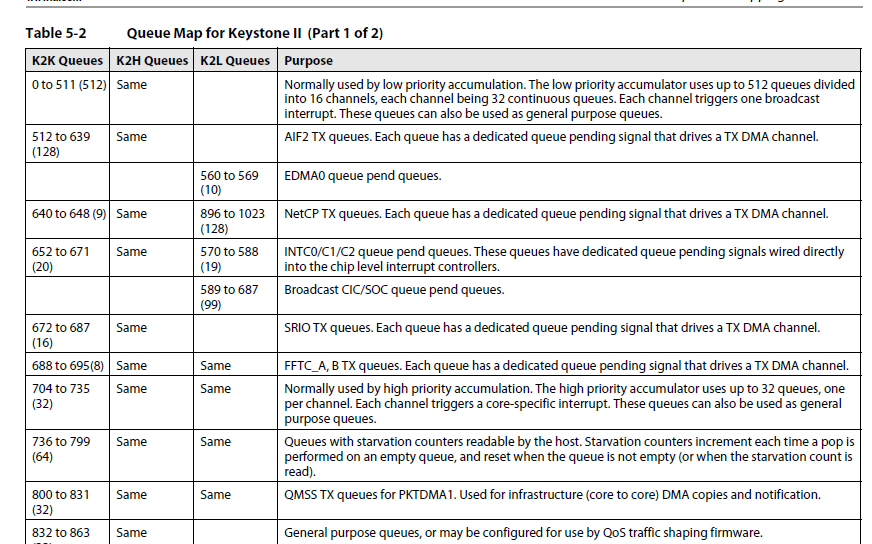 Table 5-2 Queue Map for Keystone II (Part 1 of 2)
K2K Queues K2H Queues K2L Queues Purpose
0 to 511 (512) Same Normally used by low priority accumulation. The low priority accumulator uses up to 512 queues divided
into 16 channels, each channel being 32 continuous queues. Each channel triggers one broadcast
interrupt. These queues can also be used as general purpose queues.
512 to 639 Same AIF2 TX queues. Each queue has a dedicated queue pending signal that drives a TX DMA channel.
(128)
560 to 569 EDMA0 queue pend queues.
(10)
640 to 648 (9) Same 896 to 1023 NetCP TX queues. Each queue has a dedicated queue pending signal that drives a TX DMA channel.
(128)
652 to 671 Same 570 to 588 INTC0/C1/C2 queue pend queues. These queues have dedicated queue pending signals wired directly
(20) (19) into the chip level interrupt controllers.
589 to 687 Broadcast CIC/SOC queue pend queues.
(99)
672 to 687 Same SRIO TX queues. Each queue has a dedicated queue pending signal that drives a TX DMA channel.
(16)
688 to 695(8) Same Same FFTC_A, B TX queues. Each queue has a dedicated queue pending signal that drives a TX DMA channel.
704 to 735 Same Same Normally used by high priority accumulation. The high priority accumulator uses up to 32 queues, one
(32) per channel. Each channel triggers a core-specific interrupt. These queues can also be used as general
purpose queues.
736 to 799 Same Same Queues with starvation counters readable by the host. Starvation counters increment each time a pop is
(64) performed on an empty queue, and reset when the queue is not empty (or when the starvation count is
read).
800 to 831 Same Same QMSS TX queues for PKTDMA1. Used for infrastructure (core to core) DMA copies and notification.
(32)
832 to 863 Same General purpose queues, or may be configured for use by QoS traffic shaping firmware.